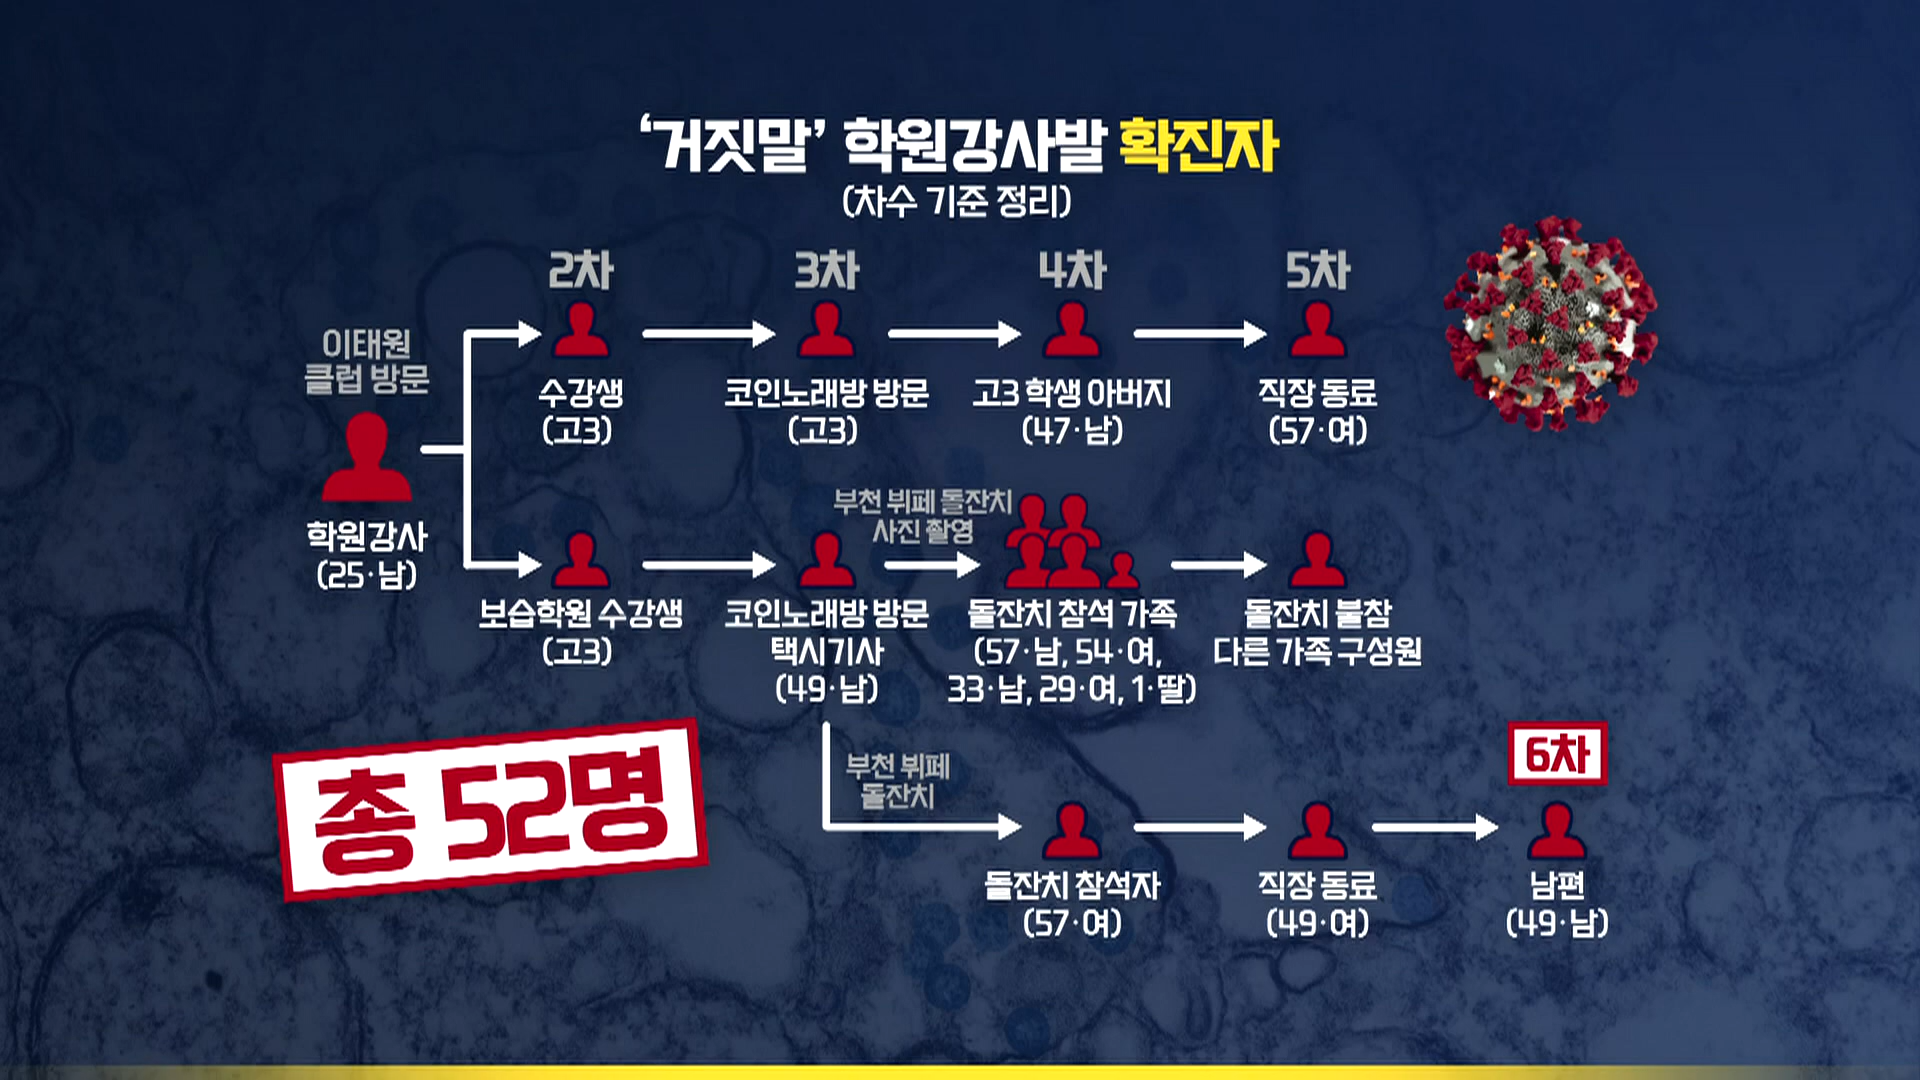 ‘거짓말’ 학원강사발 확진자
(차수 기준 정리)
2차
3차
4차
5차
이태원
클럽 방문
학원강사
(25·남)
수강생
(고3)
코인노래방 방문
(고3)
고3 학생 아버지
(47·남)
직장 동료
(57·여)
부천 뷔페 돌잔치
사진 촬영
보습학원 수강생
(고3)
코인노래방 방문
택시기사
(49·남)
돌잔치 참석 가족
(57·남, 54·여,
33·남, 29·여, 1·딸)
돌잔치 불참
다른 가족 구성원
총 52명
부천 뷔페
돌잔치
6차
돌잔치 참석자
(57·여)
직장 동료
(49·여)
남편
(49·남)